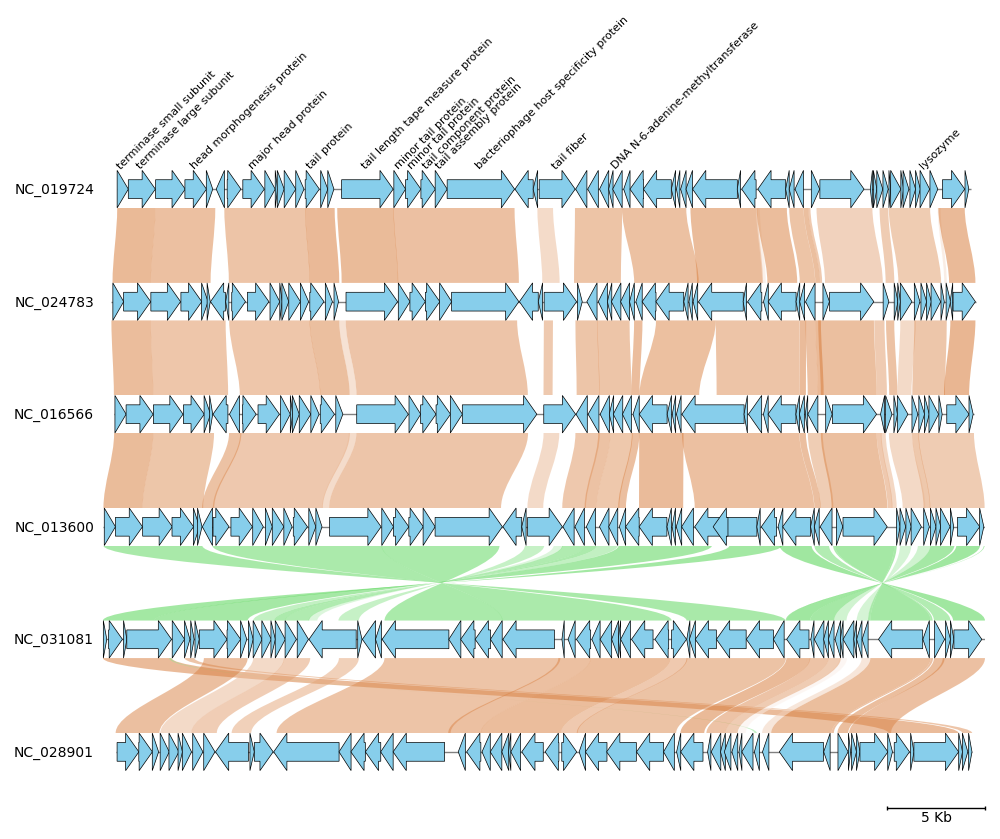 terminase small subunit
terminase large subunit
head morphogenesis protein
major head protein
tail protein
tail length tape measure protein
minor tail protein
minor tail protein
tail component protein
tail assembly protein
bacteriophage host specificity protein
tail fiber
DNA N-6-adenine-methyltransferase
lysozyme
NC_019724
NC_024783
NC_016566
NC_013600
NC_031081
NC_028901
5 Kb